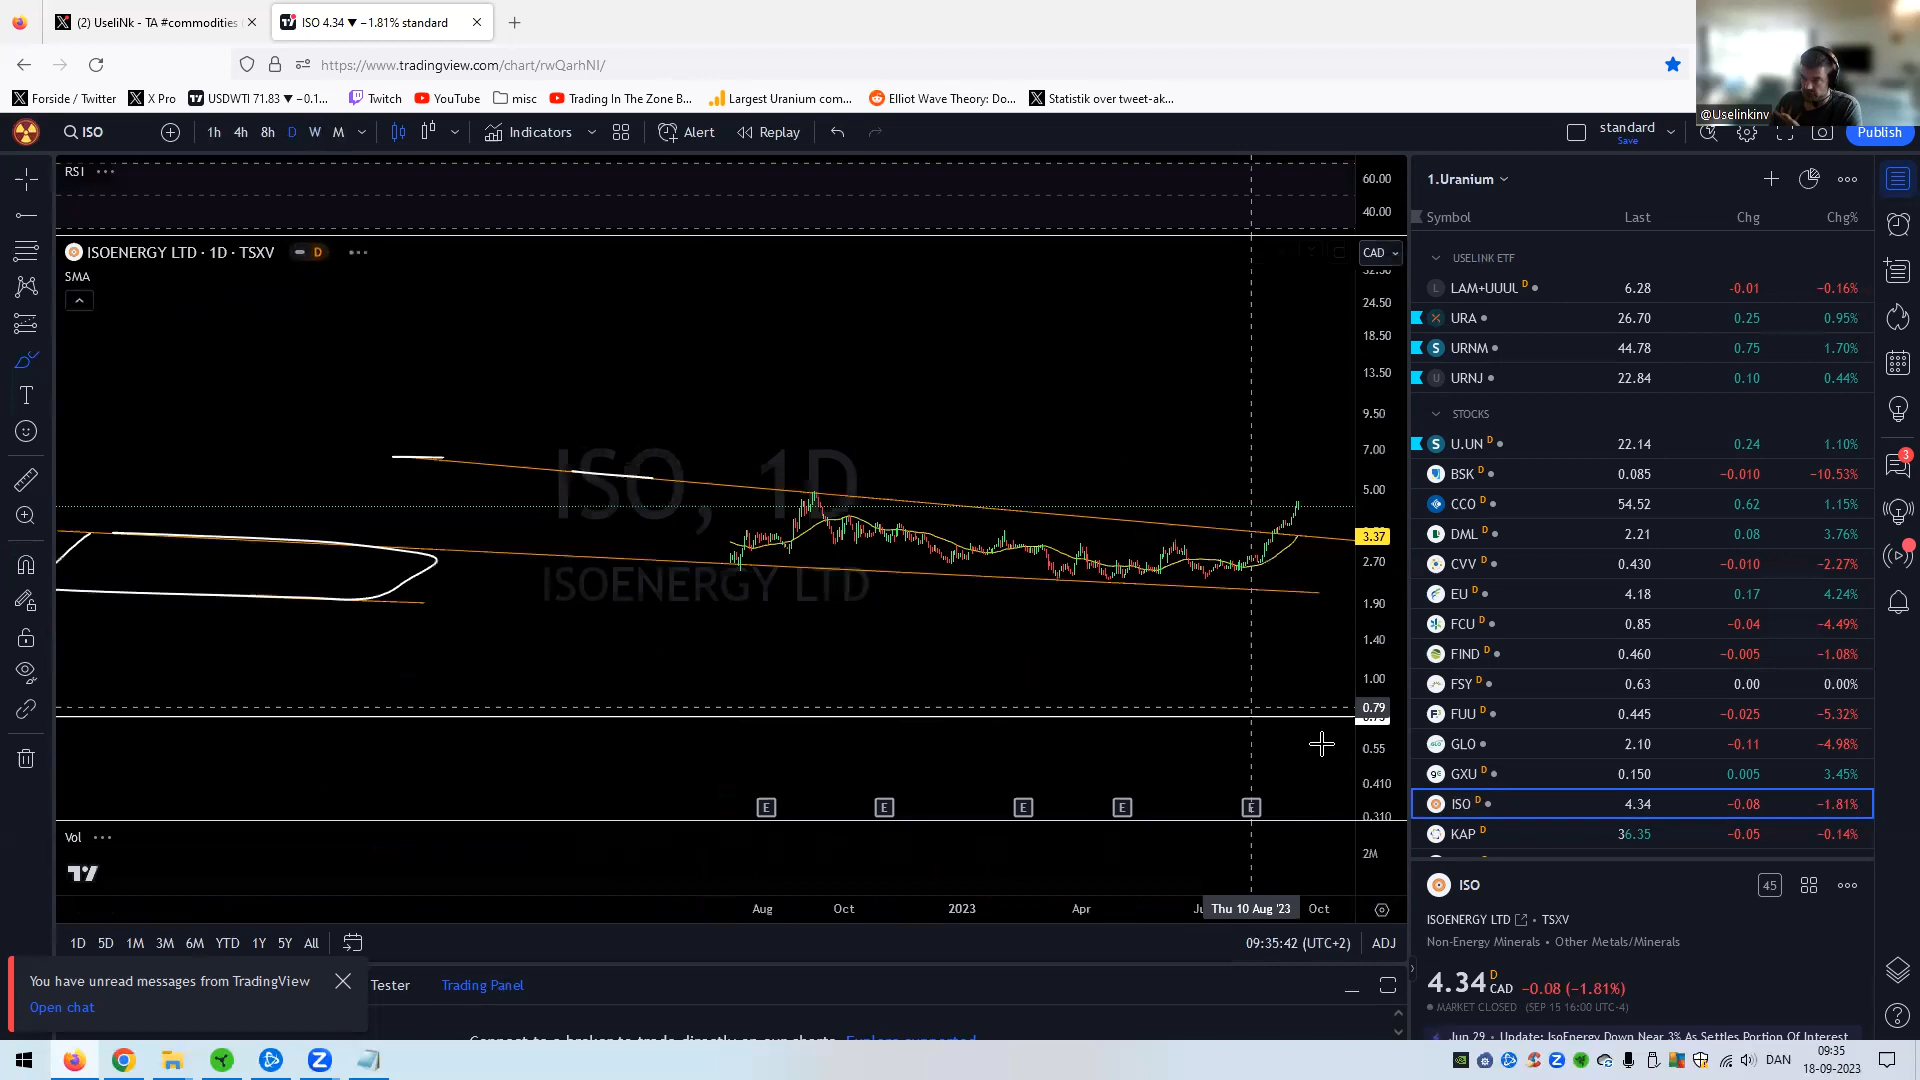 (2) UseliNk - TA #commodities
ISO 4.34 ▼ −1.81% standard
https://www.tradingview.com/chart/rwQarhNI/
Forside / Twitter
X Pro
USDWTI 71.83 ▼ −0.1...
Twitch
YouTube
misc
Trading In The Zone B...
Largest Uranium com...
Elliot Wave Theory: Do...
Statistik over tweet-ak...
@Uselinkinv
ISO
1h 4h 8h D W M
Indicators
Alert
Replay
standard
Save
Publish
RSI
60.00
40.00
ISOENERGY LTD · 1D · TSXV
D
CAD
SMA
ISO, 1D
ISOENERGY LTD
24.50
18.50
13.50
9.50
7.00
5.00
3.37
2.70
1.90
1.40
1.00
0.79
0.55
0.410
0.310
E E E E E
Vol
2M
Aug Oct 2023 Apr Thu 10 Aug '23 Oct
1D 5D 1M 3M 6M YTD 1Y 5Y All
09:35:42 (UTC+2) ADJ
You have unread messages from TradingView
Open chat
Tester
Trading Panel
1.Uranium
Symbol Last Chg Chg%
USELINK ETF
LAM+UUUU D 6.28 -0.01 −0.16%
URA 26.70 0.25 0.95%
URNM 44.78 0.75 1.70%
URNJ 22.84 0.10 0.44%
STOCKS
U.UN D 22.14 0.24 1.10%
BSK D 0.085 −0.010 −10.53%
CCO D 54.52 0.62 1.15%
DML D 2.21 0.08 3.76%
CVV D 0.430 −0.010 −2.27%
EU D 4.18 0.17 4.24%
FCU D 0.85 −0.04 −4.49%
FIND D 0.460 −0.005 −1.08%
FSY D 0.63 0.00 0.00%
FUU D 0.445 −0.025 −5.32%
GLO 2.10 −0.11 −4.98%
GXU D 0.150 0.005 3.45%
ISO D 4.34 −0.08 −1.81%
KAP D 36.35 −0.05 −0.14%
3
ISO
45
ISOENERGY LTD · TSXV
Non-Energy Minerals • Other Metals/Minerals
4.34 D CAD −0.08 (−1.81%)
MARKET CLOSED (SEP 15 16:00 UTC-4)
Jun 29 • Update: IsoEnergy Down Near 3% As Settles Portion Of Interest
DAN
09:35
18-09-2023